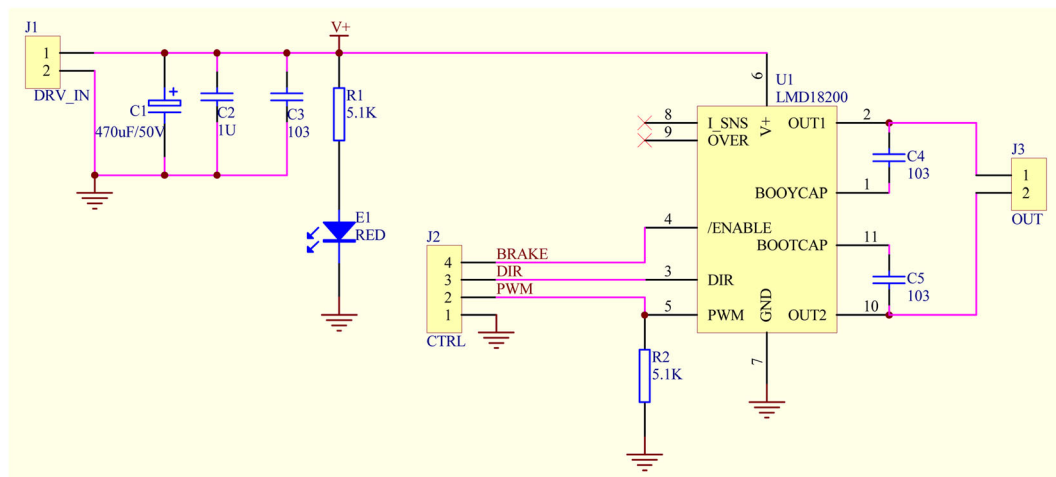 J1
1
2
DRV_IN
C1
+
470uF/50V
C2
1U
C3
103
V+
R1
5.1K
E1
RED
J2
4
3
2
1
CTRL
BRAKE
DIR
PWM
R2
5.1K
U1
LMD18200
6
V+
8
I_SNS
9
OVER
4
/ENABLE
3
DIR
5
PWM
GND
7
OUT1
2
BOOYCAP
1
BOOTCAP
11
OUT2
10
C4
103
C5
103
J3
1
2
OUT